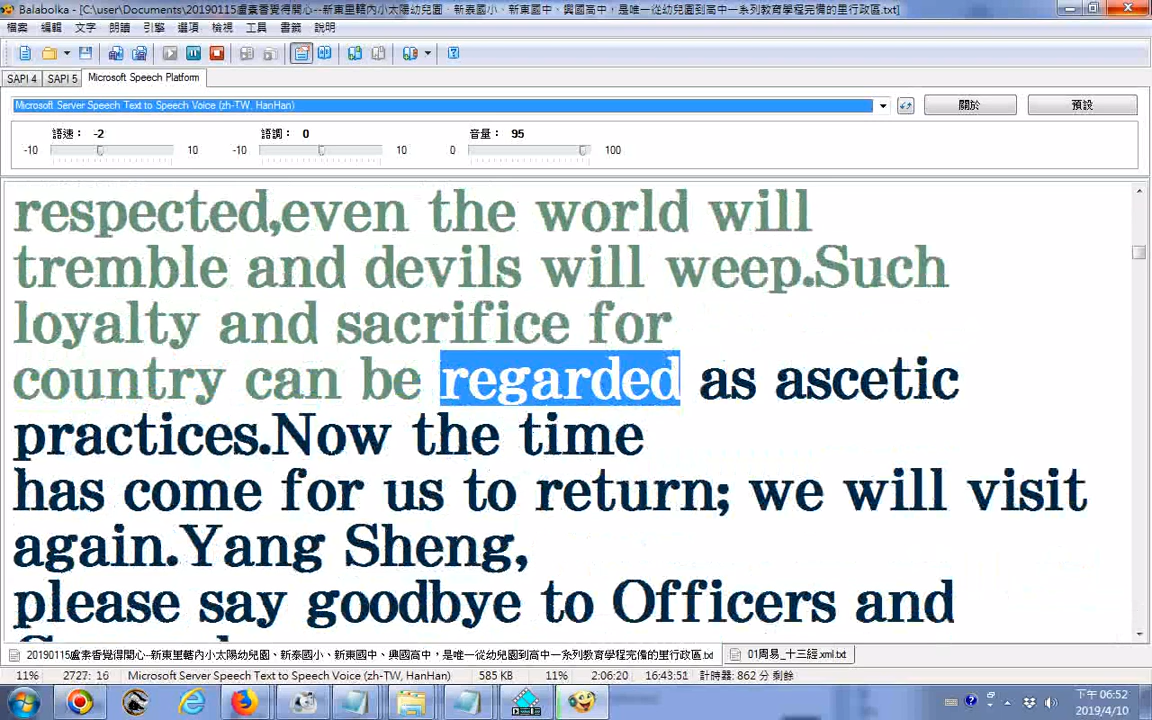 Balabolka - [C:\user\Documents\20190115盧素香覺得開心--新東里轄內小太陽幼兒園、新泰國小、新東國中、興國高中，是唯一從幼兒園到高中一系列教育學程完備的里行政區.txt]
檔案 編輯 文字 朗讀 引擎 選項 檢視 工具 書籤 說明
SAPI 4 SAPI 5 Microsoft Speech Platform
Microsoft Server Speech Text to Speech Voice (zh-TW, HanHan) 關於 預設
語速： -2 語調： 0 音量： 95
-10 10 -10 10 0 100
respected,even the world will
tremble and devils will weep.Such
loyalty and sacrifice for
country can be regarded as ascetic
practices.Now the time
has come for us to return; we will visit
again.Yang Sheng,
please say goodbye to Officers and
20190115盧素香覺得開心--新東里轄內小太陽幼兒園、新泰國小、新東國中、興國高中，是唯一從幼兒園到高中一系列教育學程完備的里行政區.txt 01周易_十三經.xml.txt
11% 2727: 16 Microsoft Server Speech Text to Speech Voice (zh-TW, HanHan) 585 KB 11% 2:06:20 16:43:51 計時器: 862 分 剩餘
下午 06:52
2019/4/10